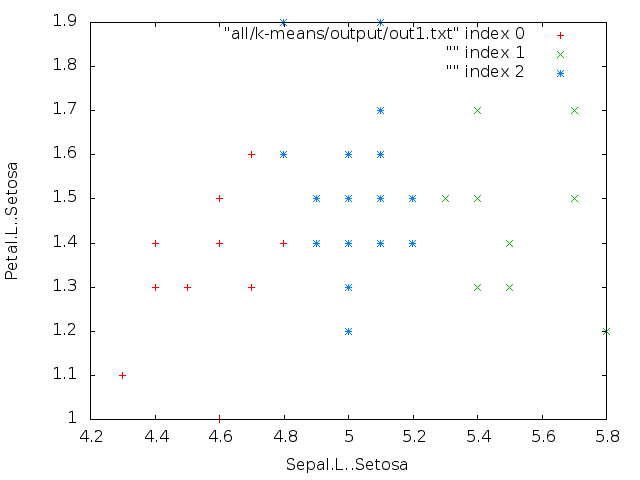 "all/k-means/output/out1.txt" index 0
"" index 1
"" index 2
1.9
1.8
1.7
1.6
1.5
1.4
1.3
1.2
1.1
1
Petal.L..Setosa
4.2 4.4 4.6 4.8 5 5.2 5.4 5.6 5.8
Sepal.L..Setosa